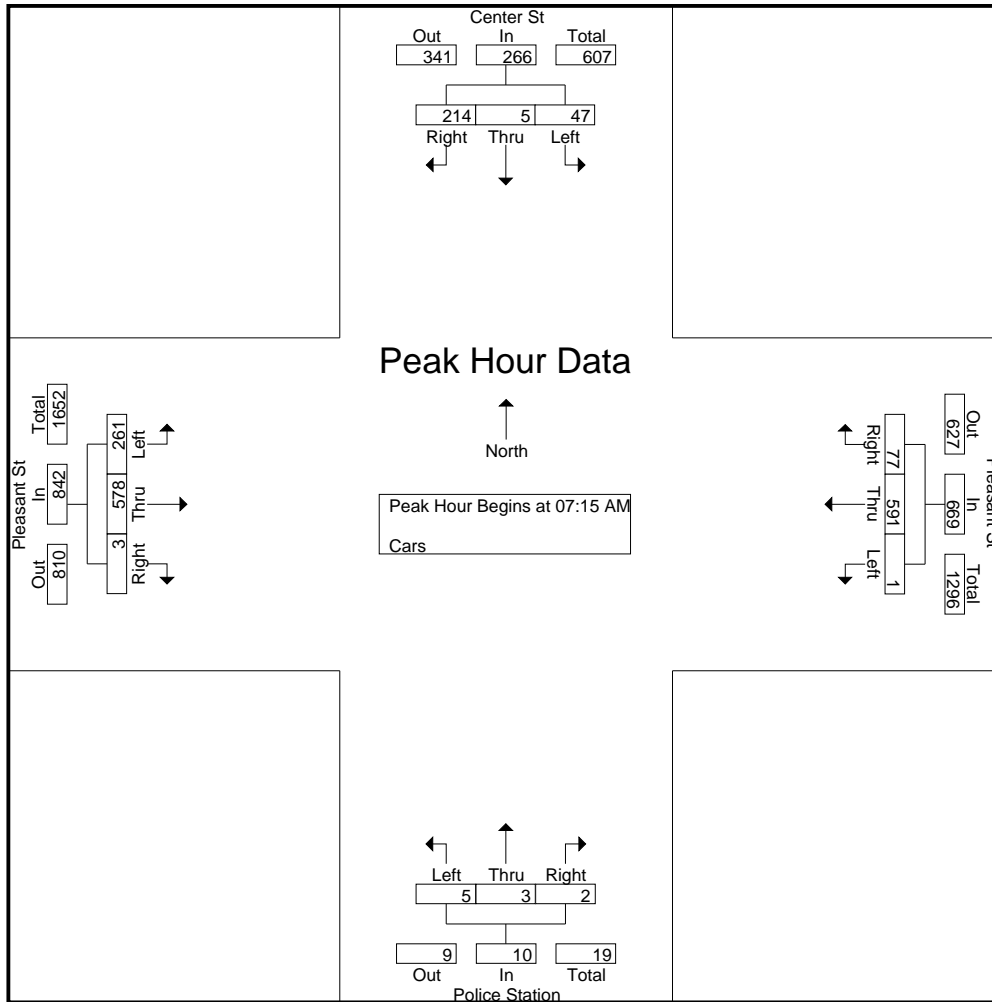 Center St
Out In Total
341 266 607
214 5 47
Right Thru Left
Peak Hour Data
North
Peak Hour Begins at 07:15 AM
Cars
Pleasant St
Out In Total
810 842 1652
Left Thru Right
261 578 3
Pleasant St
Out In Total
627 669 1296
Right Thru Left
77 591 1
Left Thru Right
5 3 2
9 10 19
Out In Total
Police Station